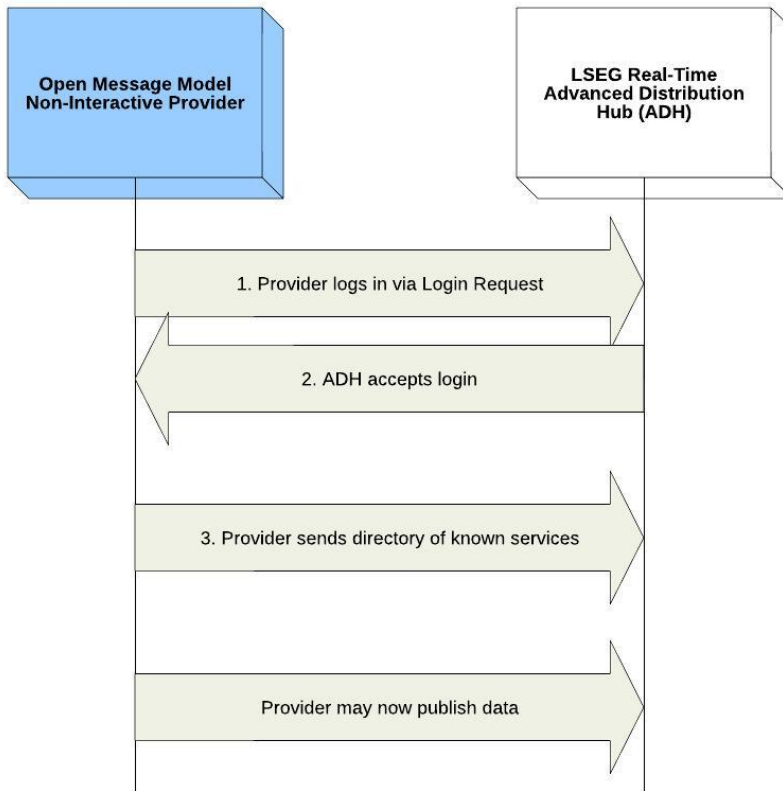 Open Message Model
Non-Interactive Provider
LSEG Real-Time
Advanced Distribution
Hub (ADH)
1. Provider logs in via Login Request
2. ADH accepts login
3. Provider sends directory of known services
Provider may now publish data